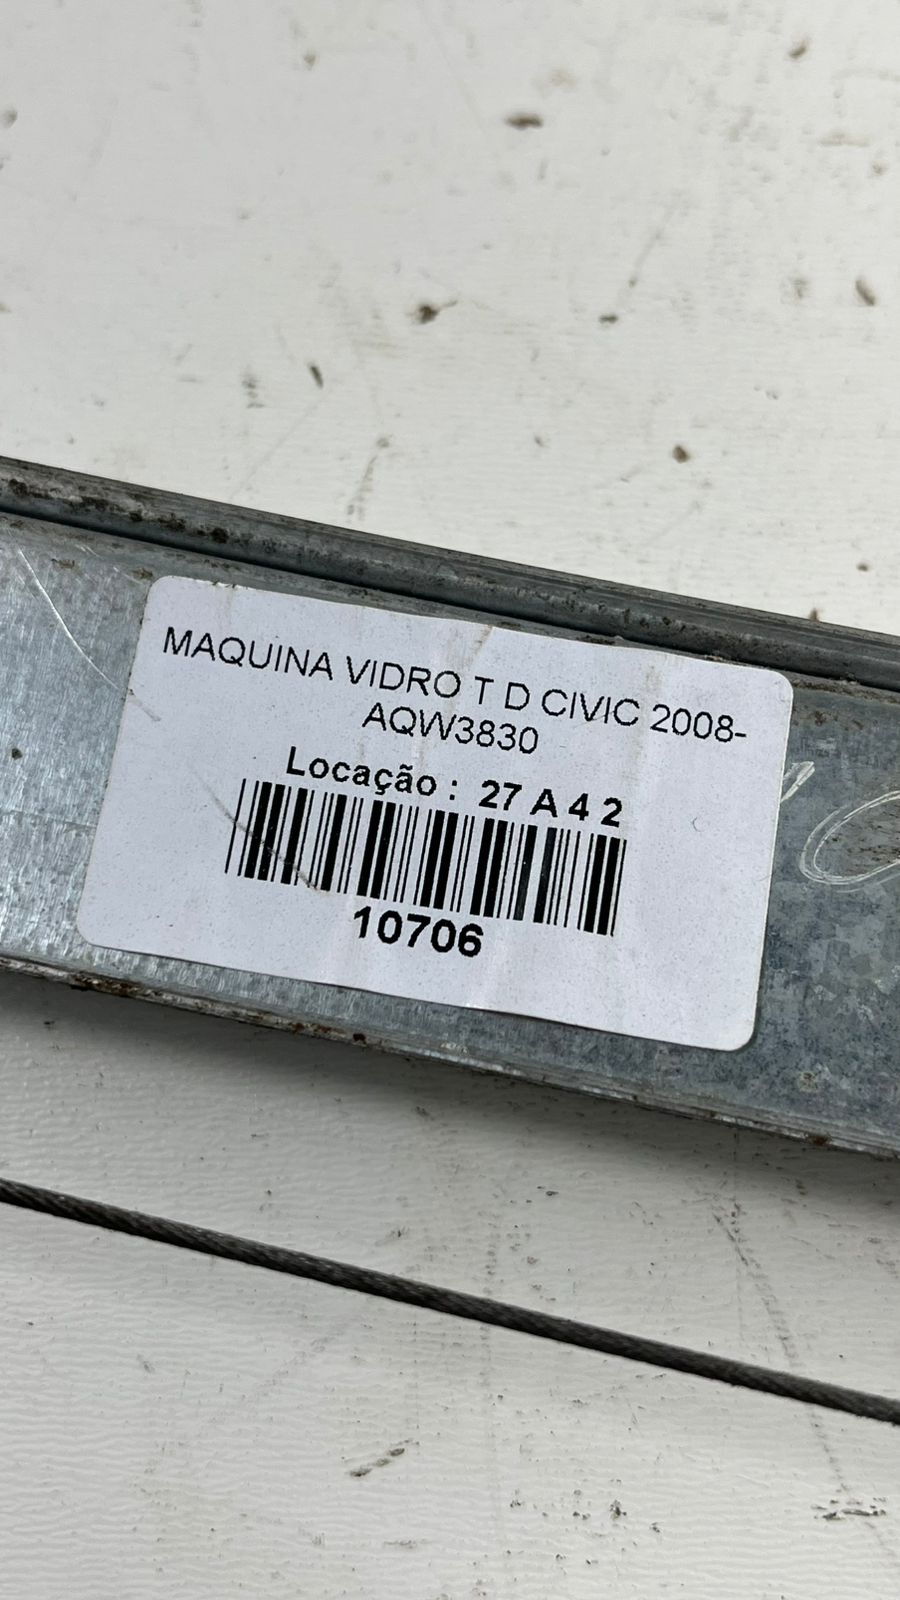 MAQUINA VIDRO T D CIVIC 2008-
AQW3830
Locação : 27 A 4 2
10706